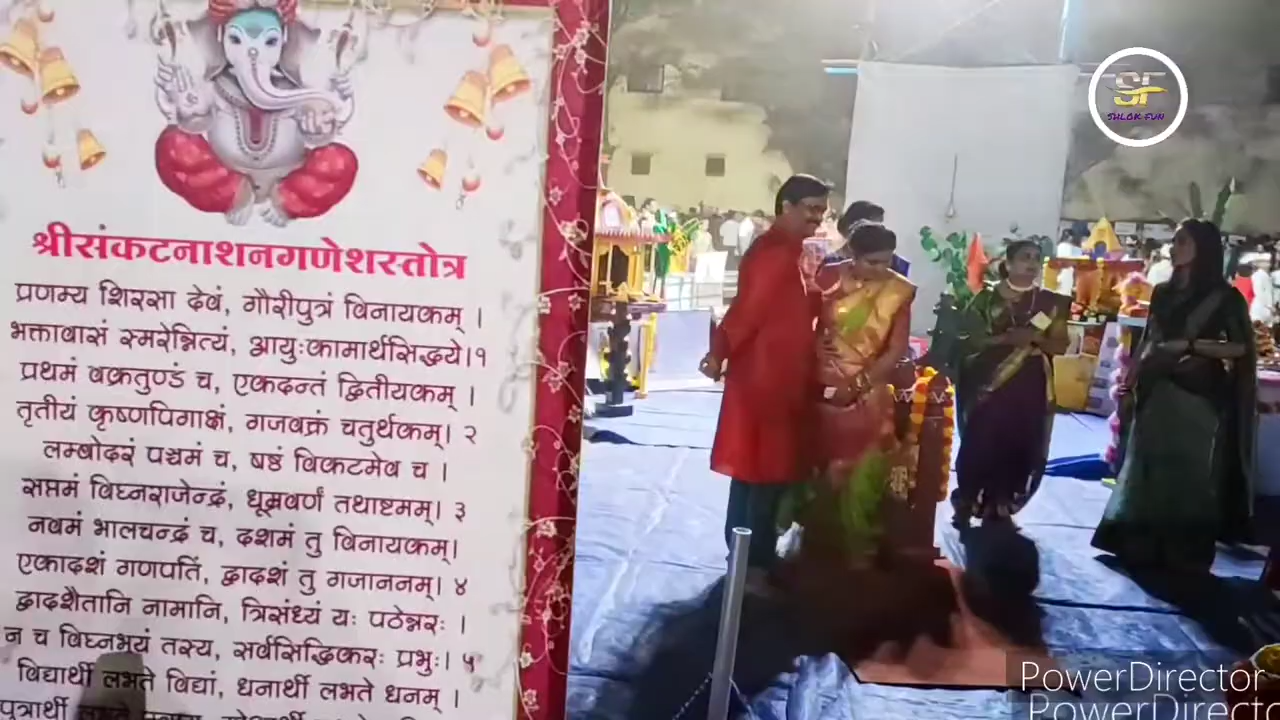 श्रीसंकटनाशनगणेशस्तोत्र
प्रणम्य शिरसा देवं, गौरीपुत्रं विनायकम् ।
भक्तावासं स्मरेन्नित्यं, आयुःकामार्थसिद्धये।१
प्रथमं वक्रतुण्डं च, एकदन्तं द्वितीयकम् ।
तृतीयं कृष्णपिगाक्षं, गजवक्त्रं चतुर्थकम्। २
लम्बोदरं पञ्चमं च, षष्ठं विकटमेव च ।
सप्तमं विघ्नराजेन्द्रं, धूम्रवर्णं तथाष्टमम्। ३
नवमं भालचन्द्रं च, दशमं तु विनायकम्।
एकादशं गणपतिं, द्वादशं तु गजाननम्। ४
द्वादशैतानि नामानि, त्रिसंध्यं यः पठेन्नरः ।
न च विघ्नभयं तस्य, सर्वसिद्धिकरः प्रभुः। ५
विद्यार्थी लभते विद्यां, धनार्थी लभते धनम् ।
पुत्रार्थी लभते
SF
SHLOK FUN
PowerDirector
PowerDirecto